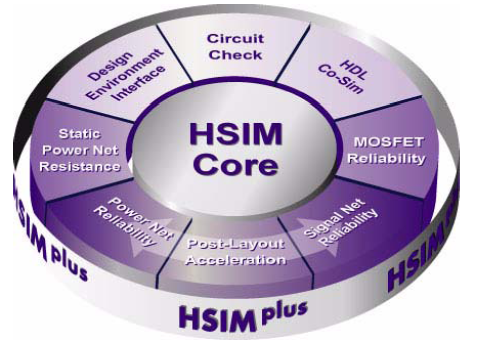 Circuit
Check
HDL
Co-Sim
MOSFET
Reliability
Signal Net
Reliability
Post-Layout
Acceleration
Power Net
Reliability
Static
Power Net
Resistance
Design
Environment
Interface
HSIM
Core
HSIM plus
HSIM plus
HSIM